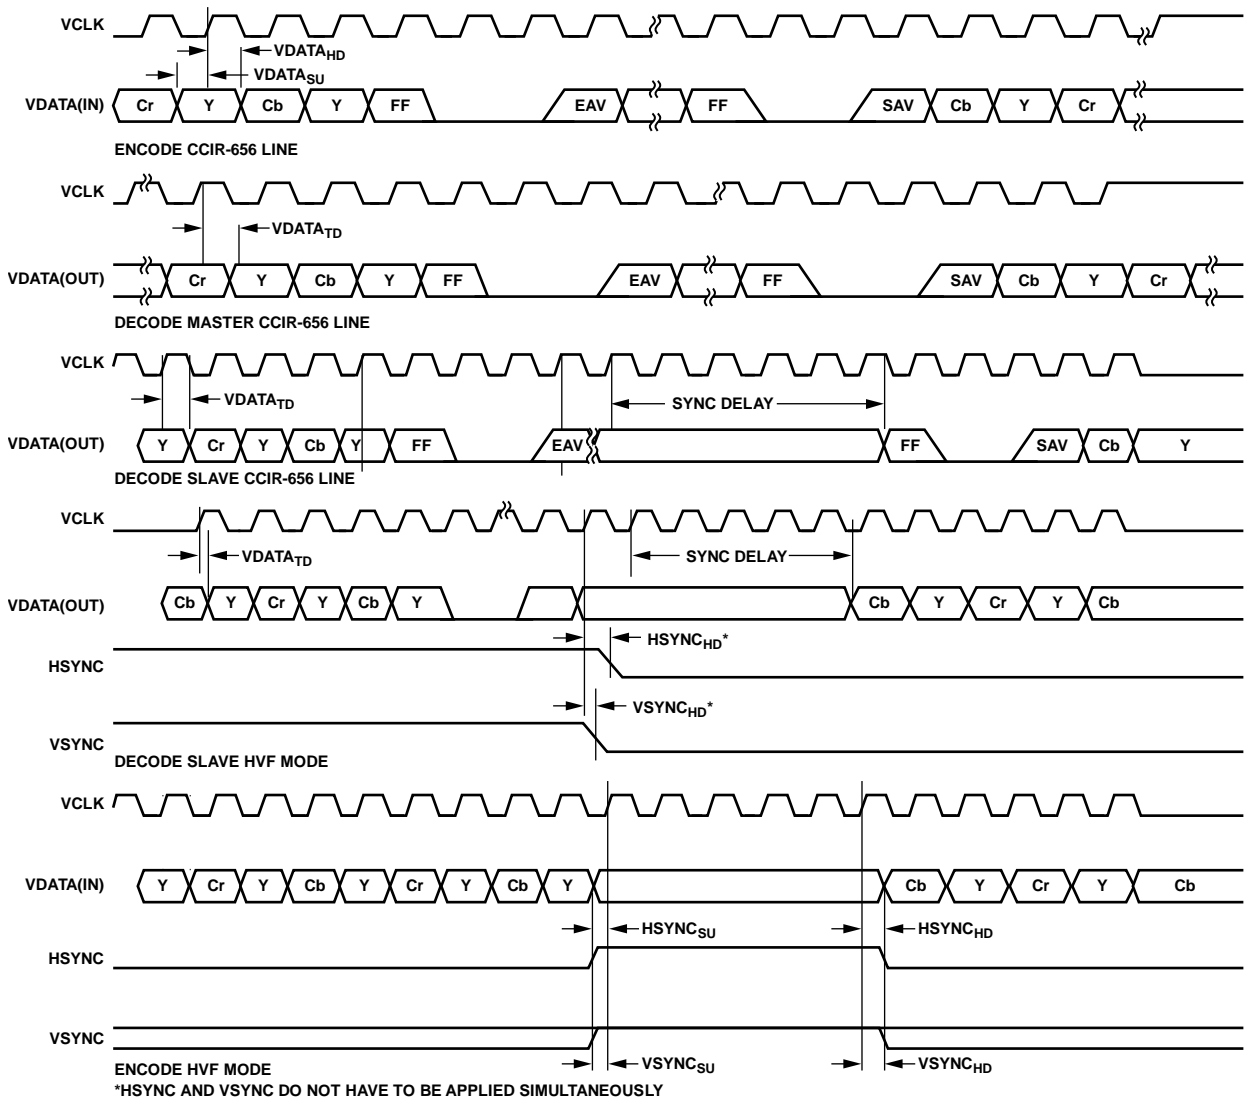 VCLK
VDATA_HD
VDATA_SU
VDATA(IN) Cr Y Cb Y FF EAV FF SAV Cb Y Cr
ENCODE CCIR-656 LINE
VCLK
VDATA_TD
VDATA(OUT) Cr Y Cb Y FF EAV FF SAV Cb Y Cr
DECODE MASTER CCIR-656 LINE
VCLK
VDATA_TD SYNC DELAY
VDATA(OUT) Y Cr Y Cb Y FF EAV FF SAV Cb Y
DECODE SLAVE CCIR-656 LINE
VCLK
VDATA_TD SYNC DELAY
VDATA(OUT) Cb Y Cr Y Cb Y Cb Y Cr Y Cb
HSYNC_HD*
HSYNC
VSYNC_HD*
VSYNC
DECODE SLAVE HVF MODE
VCLK
VDATA(IN) Y Cr Y Cb Y Cr Y Cb Y Cb Y Cr Y Cb
HSYNC_SU HSYNC_HD
HSYNC
VSYNC
VSYNC_SU VSYNC_HD
ENCODE HVF MODE
*HSYNC AND VSYNC DO NOT HAVE TO BE APPLIED SIMULTANEOUSLY